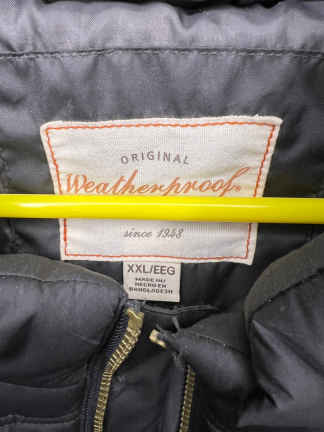 ORIGINAL
Weatherproof®
since 1948
XXL/EEG
MADE IN/
HECHO EN
BANGLADESH